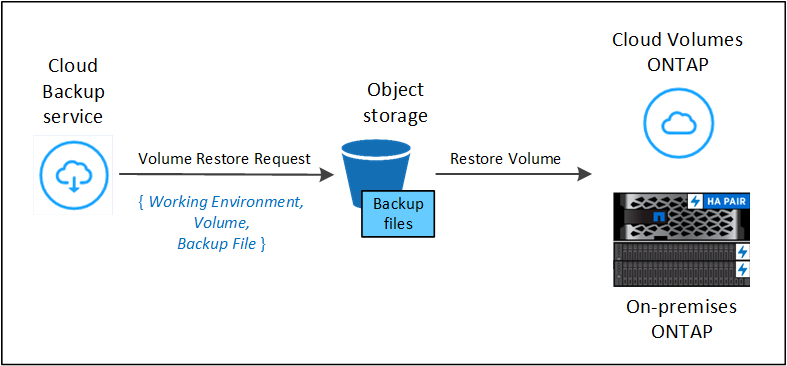 Cloud
Backup
service
Volume Restore Request
{ Working Environment,
Volume,
Backup File }
Object
storage
Backup
files
Restore Volume
Cloud Volumes
ONTAP
HA PAIR
On-premises
ONTAP